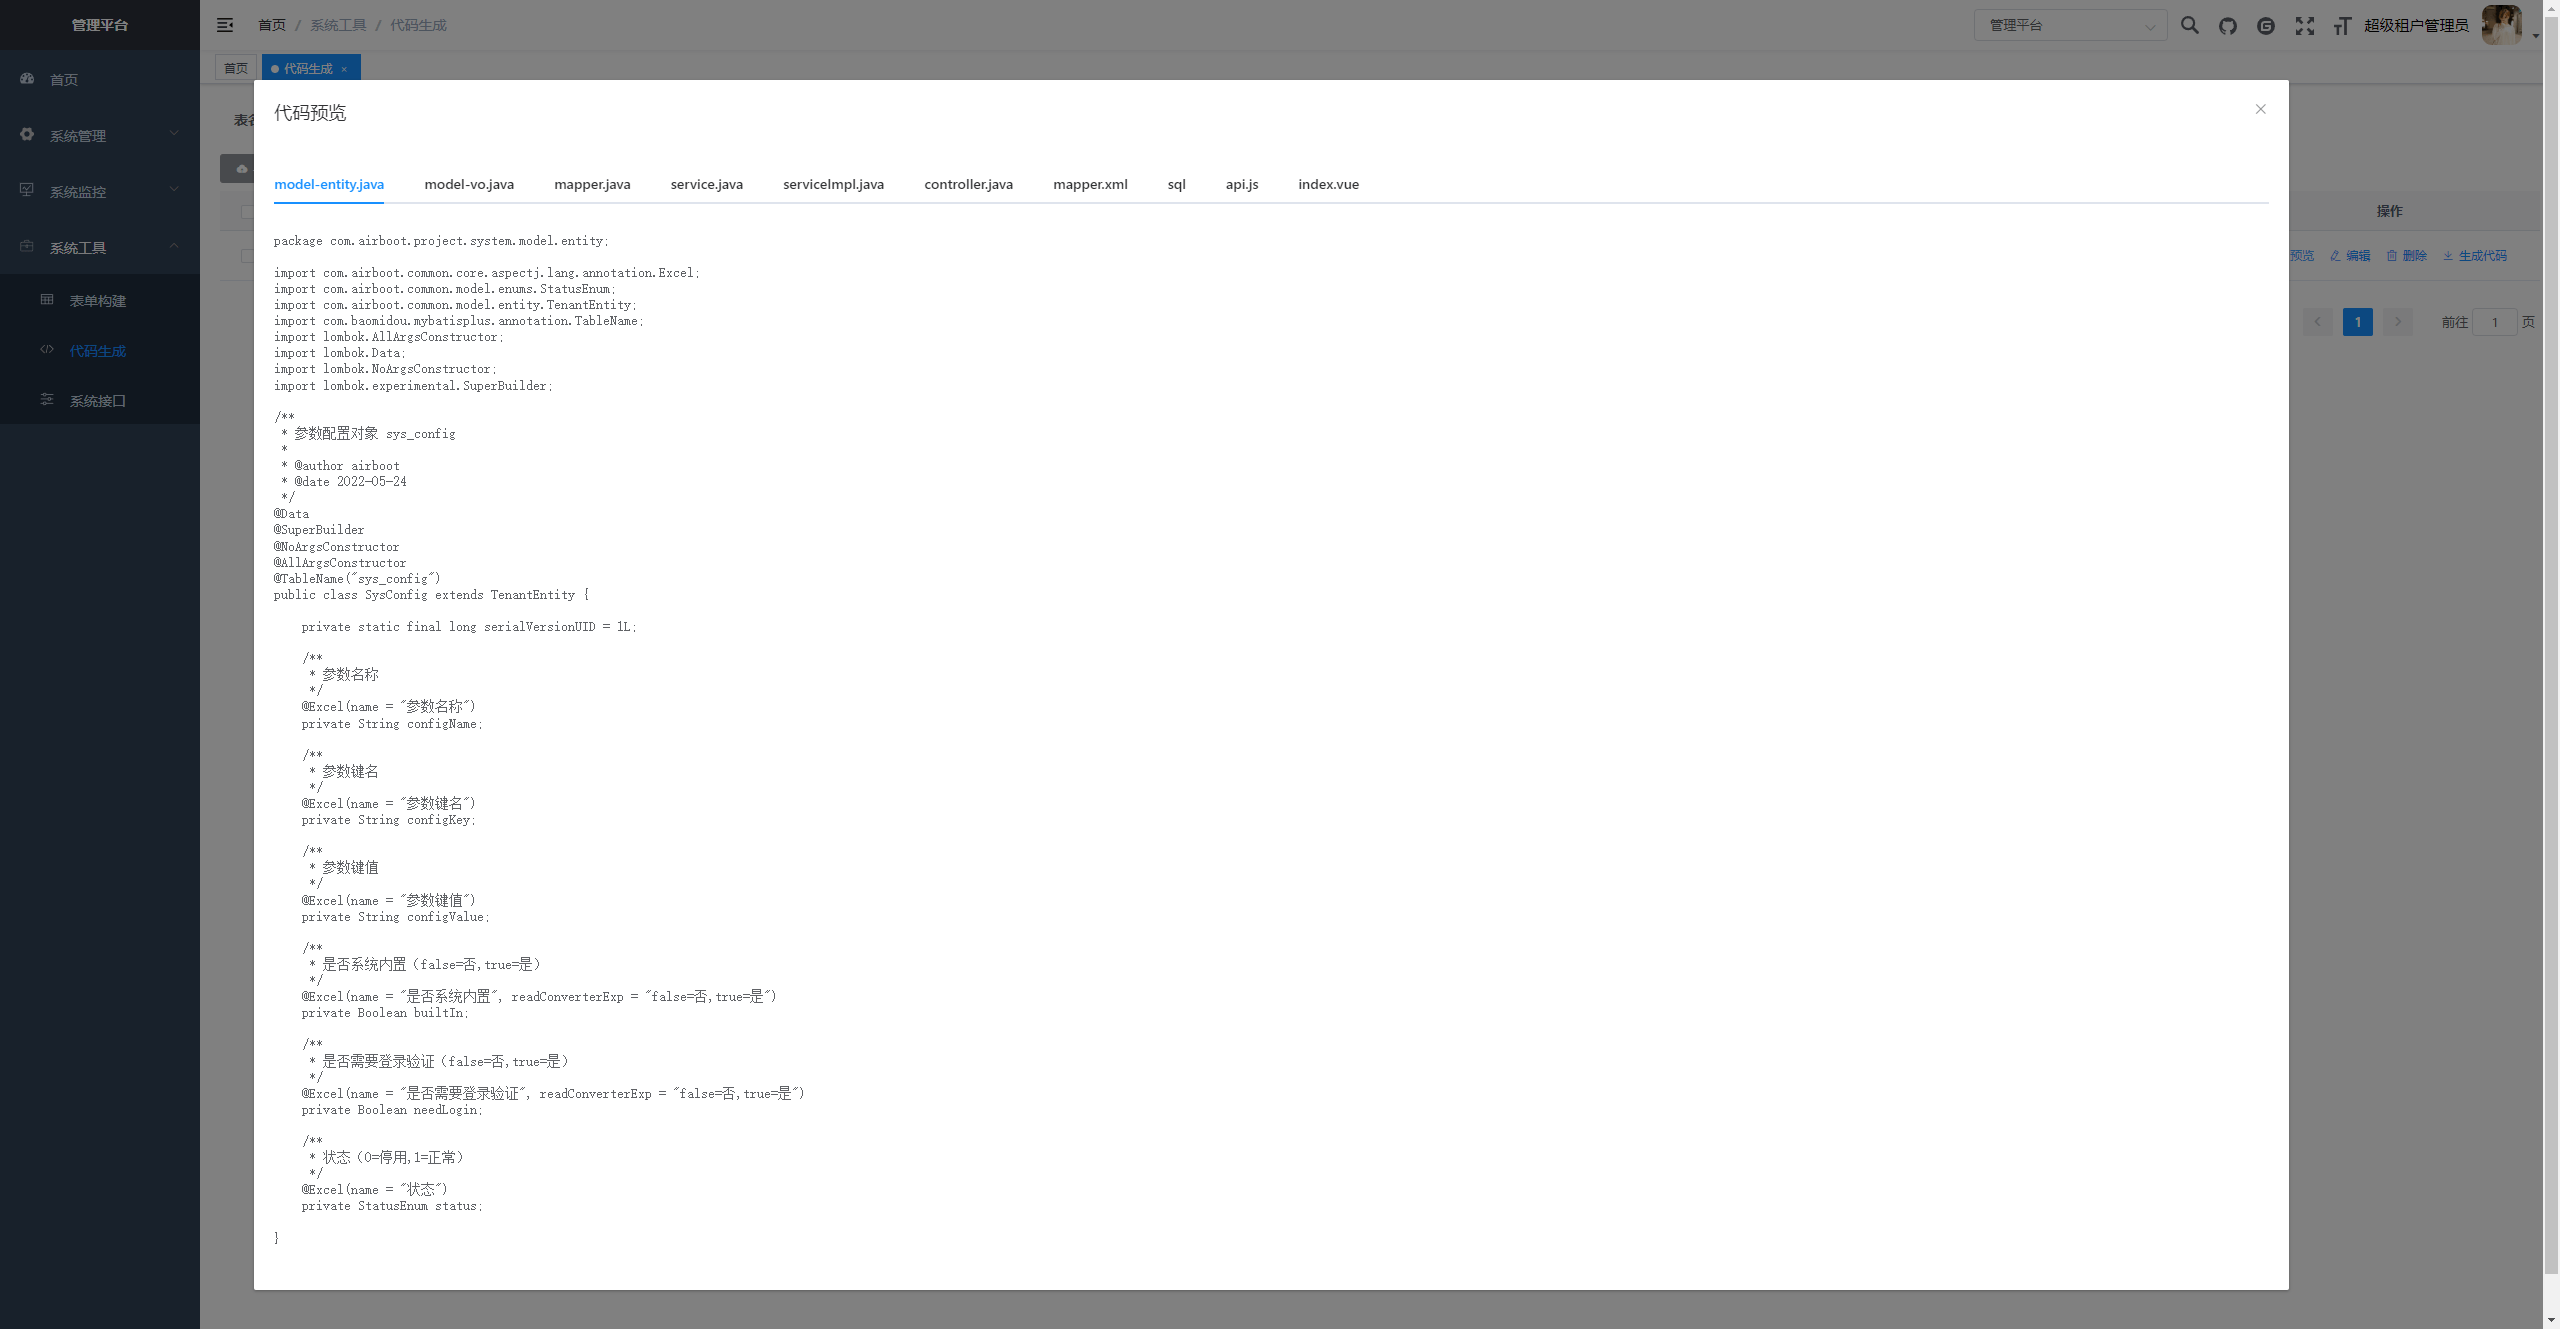 管理平台
首页 / 系统工具 / 代码生成
管理平台
超级租户管理员
首页
代码生成 ×
首页
系统管理
系统监控
系统工具
表单构建
代码生成
系统接口
操作
预览 编辑 删除 生成代码
1
前往 1 页
代码预览
model-entity.java model-vo.java mapper.java service.java serviceImpl.java controller.java mapper.xml sql api.js index.vue
package com.airboot.project.system.model.entity;
import com.airboot.common.core.aspectj.lang.annotation.Excel;
import com.airboot.common.model.enums.StatusEnum;
import com.airboot.common.model.entity.TenantEntity;
import com.baomidou.mybatisplus.annotation.TableName;
import lombok.AllArgsConstructor;
import lombok.Data;
import lombok.NoArgsConstructor;
import lombok.experimental.SuperBuilder;
/**
* 参数配置对象 sys_config
*
* @author airboot
* @date 2022-05-24
*/
@Data
@SuperBuilder
@NoArgsConstructor
@AllArgsConstructor
@TableName("sys_config")
public class SysConfig extends TenantEntity {
private static final long serialVersionUID = 1L;
/**
* 参数名称
*/
@Excel(name = "参数名称")
private String configName;
/**
* 参数键名
*/
@Excel(name = "参数键名")
private String configKey;
/**
* 参数键值
*/
@Excel(name = "参数键值")
private String configValue;
/**
* 是否系统内置（false=否,true=是）
*/
@Excel(name = "是否系统内置", readConverterExp = "false=否,true=是")
private Boolean builtIn;
/**
* 是否需要登录验证（false=否,true=是）
*/
@Excel(name = "是否需要登录验证", readConverterExp = "false=否,true=是")
private Boolean needLogin;
/**
* 状态（0=停用,1=正常）
*/
@Excel(name = "状态")
private StatusEnum status;
}